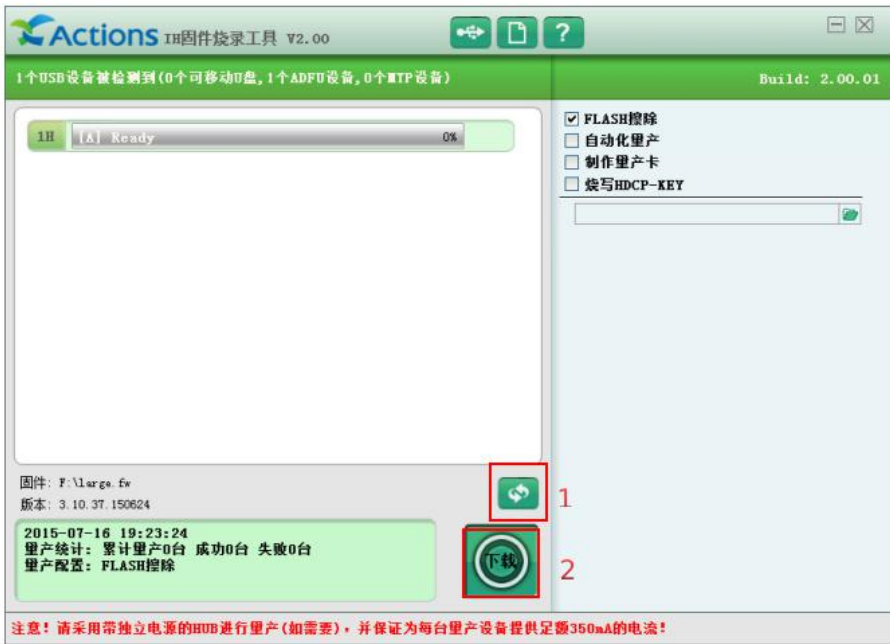 Actions IH固件烧录工具 V2.00
?
1个USB设备被检测到(0个可移动U盘,1个ADFU设备,0个MTP设备)
Build: 2.00.01
1H [A] Ready 0%
FLASH擦除
自动化量产
制作量产卡
烧写HDCP-KEY
固件: F:\large.fw
版本: 3.10.37.150624
1
2015-07-16 19:23:24
量产统计: 累计量产0台 成功0台 失败0台
量产配置: FLASH擦除
下载
2
注意! 请采用带独立电源的HUB进行量产(如需要), 并保证为每台量产设备提供足额350mA的电流!